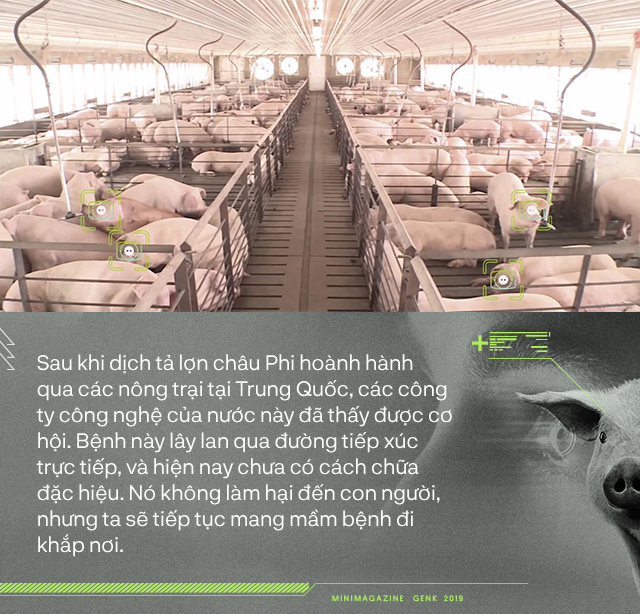 Sau khi dịch tả lợn châu Phi hoành hành
qua các nông trại tại Trung Quốc, các công
ty công nghệ của nước này đã thấy được cơ
hội. Bệnh này lây lan qua đường tiếp xúc
trực tiếp, và hiện nay chưa có cách chữa
đặc hiệu. Nó không làm hại đến con người,
nhưng ta sẽ tiếp tục mang mầm bệnh đi
khắp nơi.
MINIMAGAZINE GENK 2019